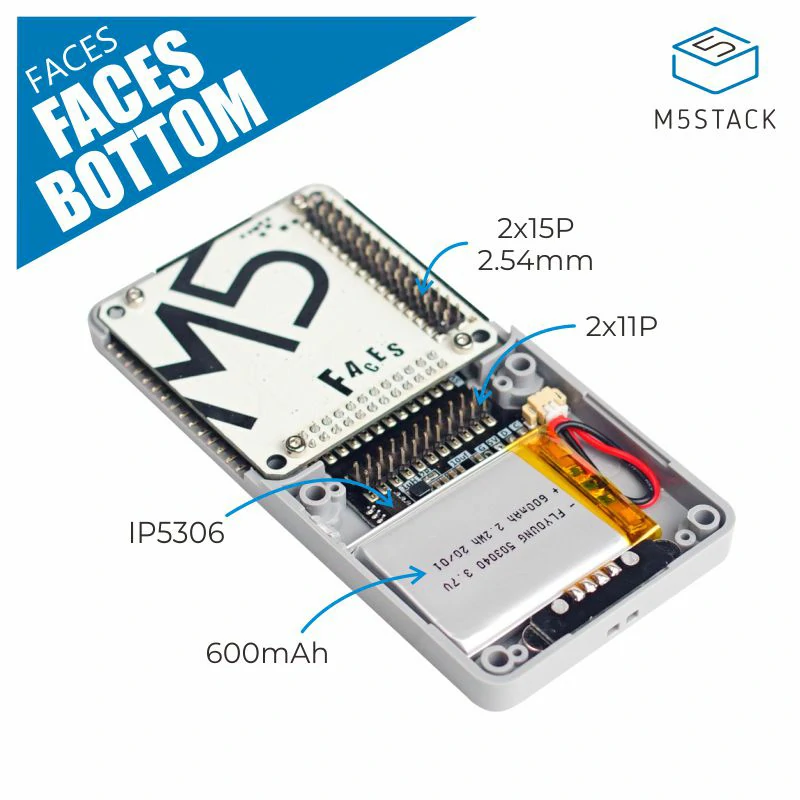 FACES
FACES
BOTTOM
5
M5STACK
2x15P
2.54mm
2x11P
M5
FACES
IP5306
600mAh
- FLYOUNG 503040 3.7V
+ 600mAh 2.2Wh 20/01